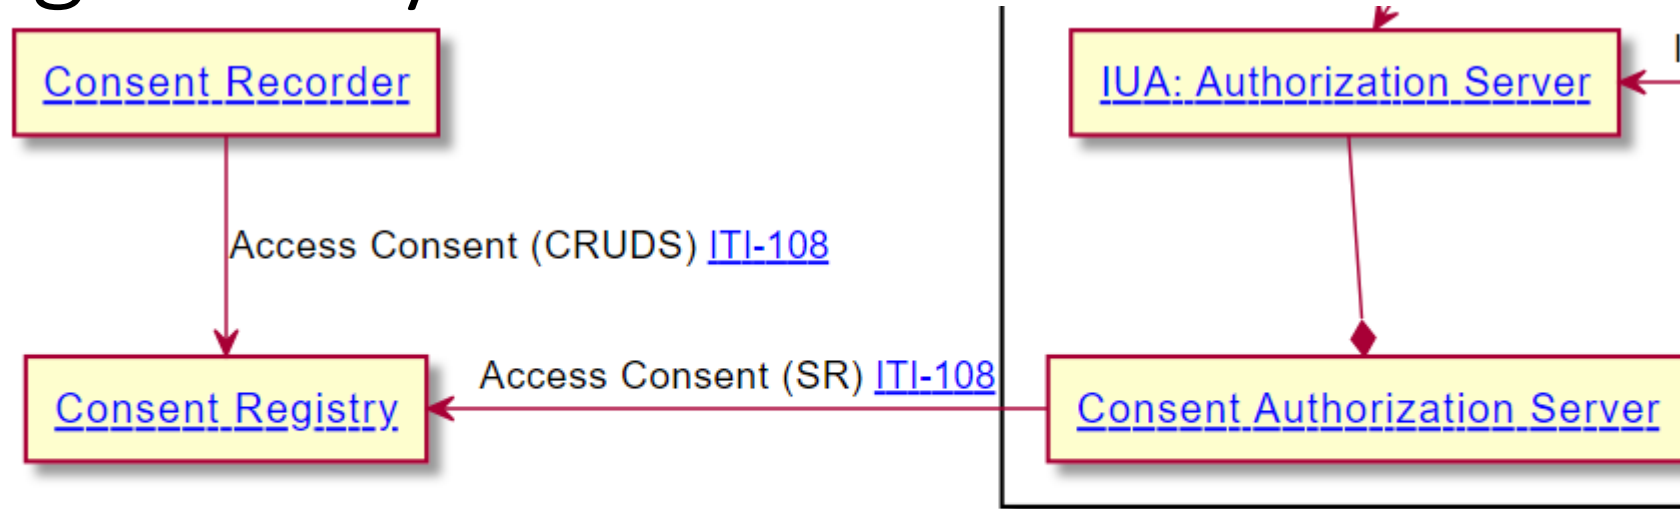 Consent Recorder
IUA: Authorization Server
Access Consent (CRUDS) ITI-108
Access Consent (SR) ITI-108
Consent Registry
Consent Authorization Server